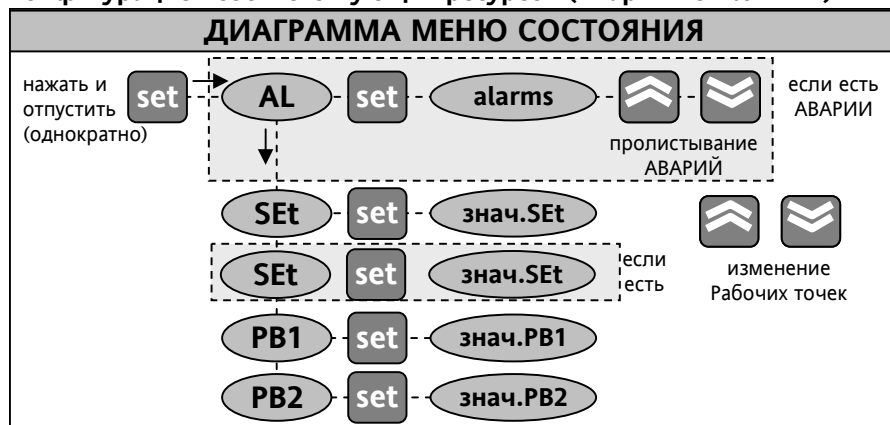 ДИАГРАММА МЕНЮ СОСТОЯНИЯ
нажать и
отпустить
(однократно)
set
AL
set
alarms
если есть
АВАРИИ
пролистывание
АВАРИЙ
SEt
set
знач.SEt
SEt
set
знач.SEt
если
есть
изменение
Рабочих точек
PB1
set
знач.PB1
PB2
set
знач.PB2